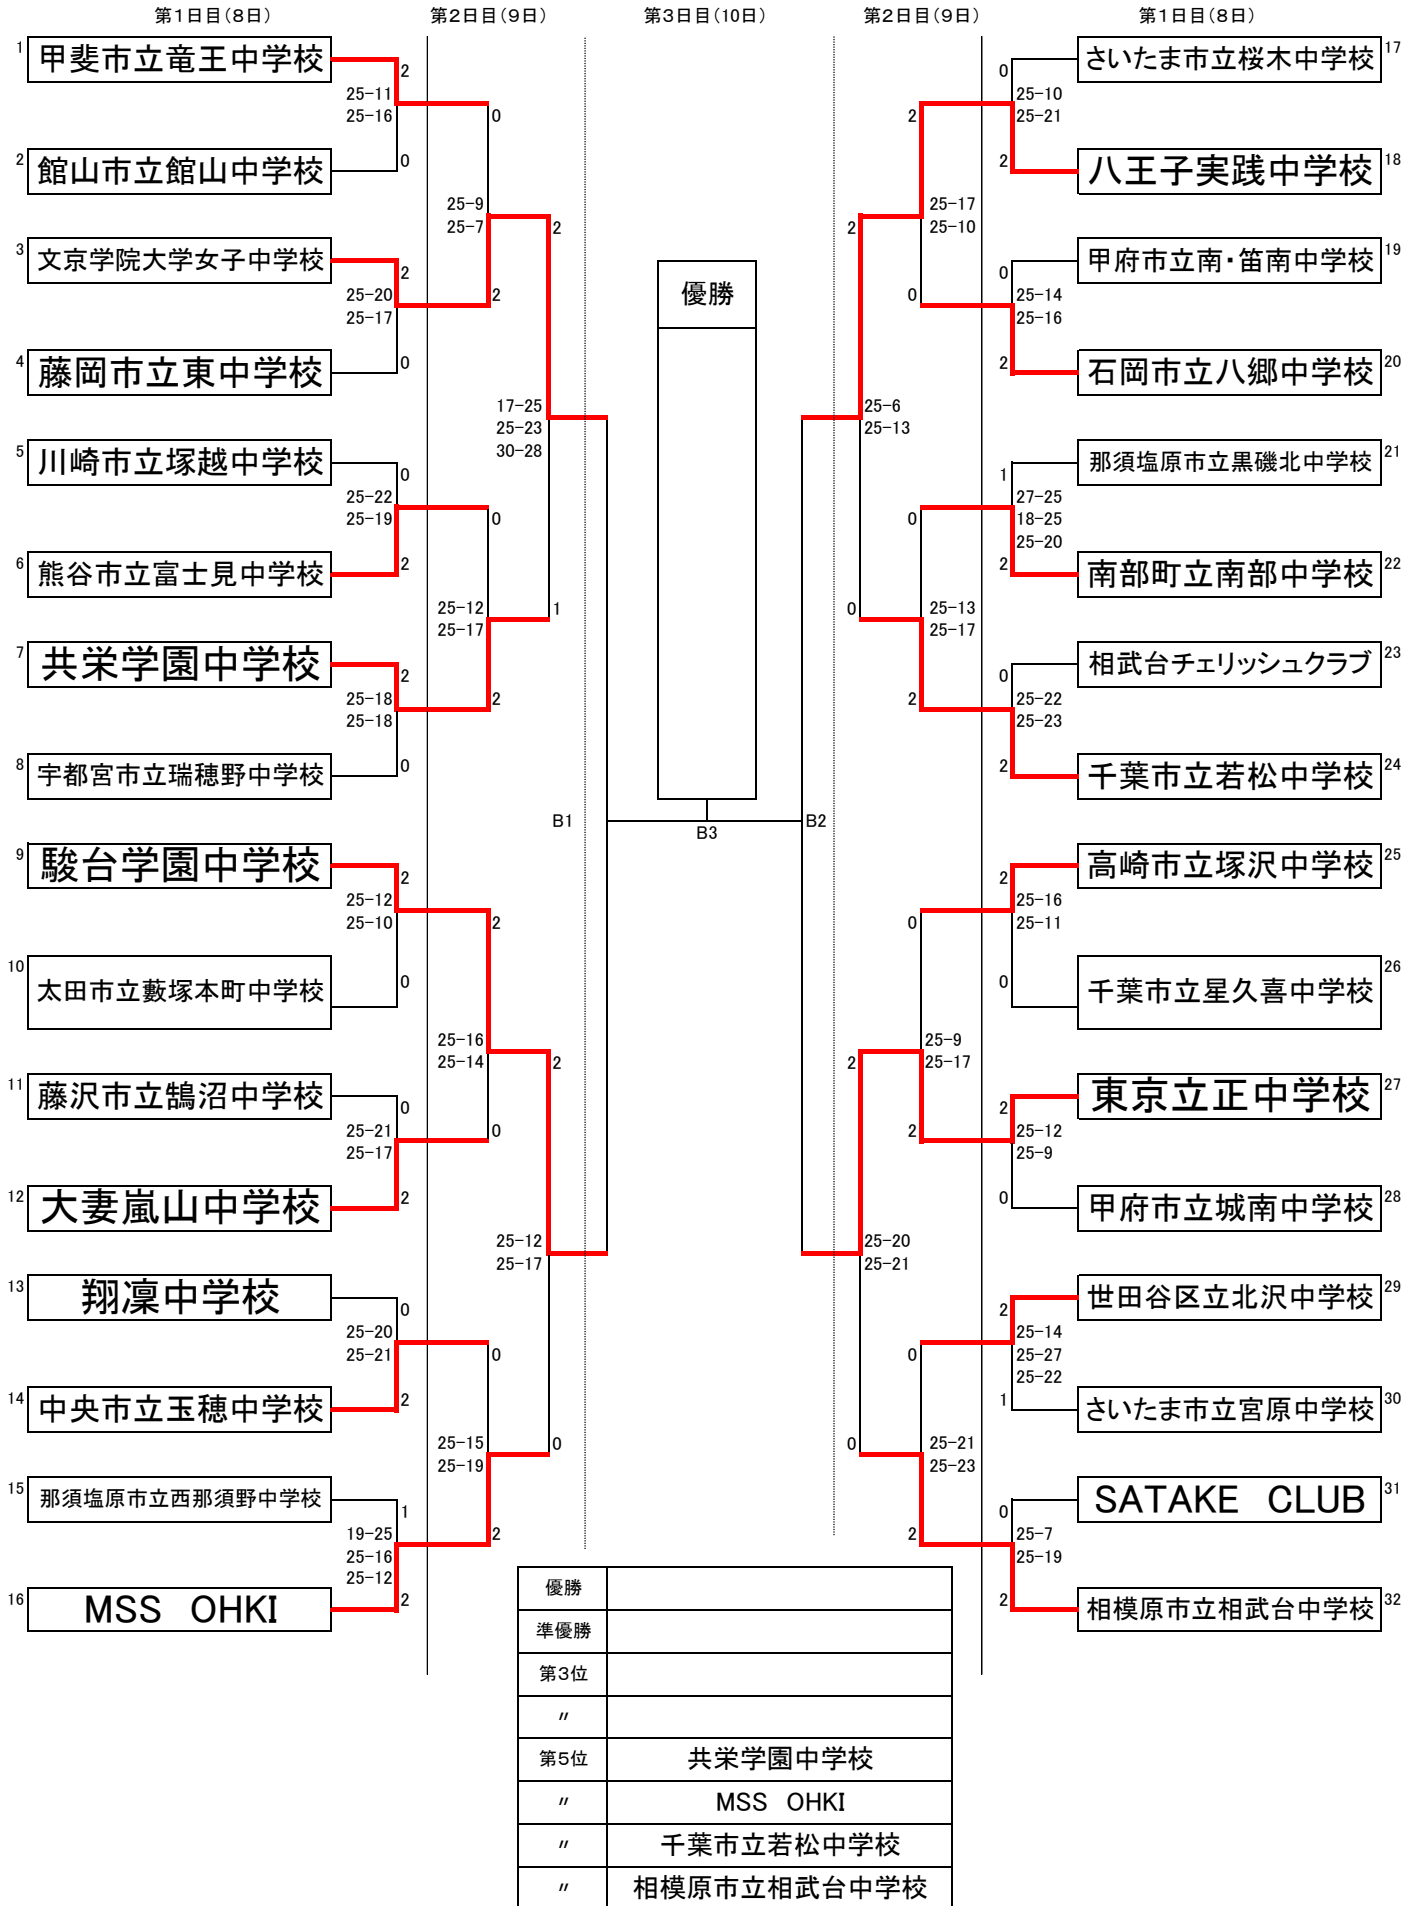 第1日目(8日)
第2日目(9日)
第3日目(10日)
第2日目(9日)
第1日目(8日)
1 甲斐市立竜王中学校
2
25-11
25-16
0
2 館山市立館山中学校
0
25-9
25-7
2
3 文京学院大学女子中学校
2
25-20
25-17
2
0
4 藤岡市立東中学校
17-25
25-23
30-28
5 川崎市立塚越中学校
0
25-22
25-19
0
2
6 熊谷市立富士見中学校
25-12
25-17
1
7 共栄学園中学校
2
25-18
25-18
2
0
8 宇都宮市立瑞穂野中学校
B1
9 駿台学園中学校
2
25-12
25-10
2
0
10 太田市立藪塚本町中学校
25-16
25-14
2
11 藤沢市立鵠沼中学校
0
25-21
25-17
0
2
12 大妻嵐山中学校
25-12
25-17
13 翔凜中学校
0
25-20
25-21
0
2
14 中央市立玉穂中学校
25-15
25-19
0
15 那須塩原市立西那須野中学校
1
19-25
25-16
25-12
2
2
16 MSS OHKI
優勝
B3
B2
さいたま市立桜木中学校 17
0
25-10
25-21
2
2
八王子実践中学校 18
25-17
25-10
2
甲府市立南・笛南中学校 19
0
25-14
25-16
0
2
石岡市立八郷中学校 20
25-6
25-13
那須塩原市立黒磯北中学校 21
1
27-25
18-25
25-20
0
2
南部町立南部中学校 22
25-13
25-17
0
相武台チェリッシュクラブ 23
0
25-22
25-23
2
2
千葉市立若松中学校 24
高崎市立塚沢中学校 25
2
25-16
25-11
0
0
千葉市立星久喜中学校 26
25-9
25-17
2
東京立正中学校 27
2
25-12
25-9
2
0
甲府市立城南中学校 28
25-20
25-21
世田谷区立北沢中学校 29
2
25-14
25-27
25-22
0
1
さいたま市立宮原中学校 30
25-21
25-23
0
SATAKE CLUB 31
0
25-7
25-19
2
2
相模原市立相武台中学校 32
優勝
準優勝
第3位
〃
第5位 共栄学園中学校
〃 MSS OHKI
〃 千葉市立若松中学校
〃 相模原市立相武台中学校